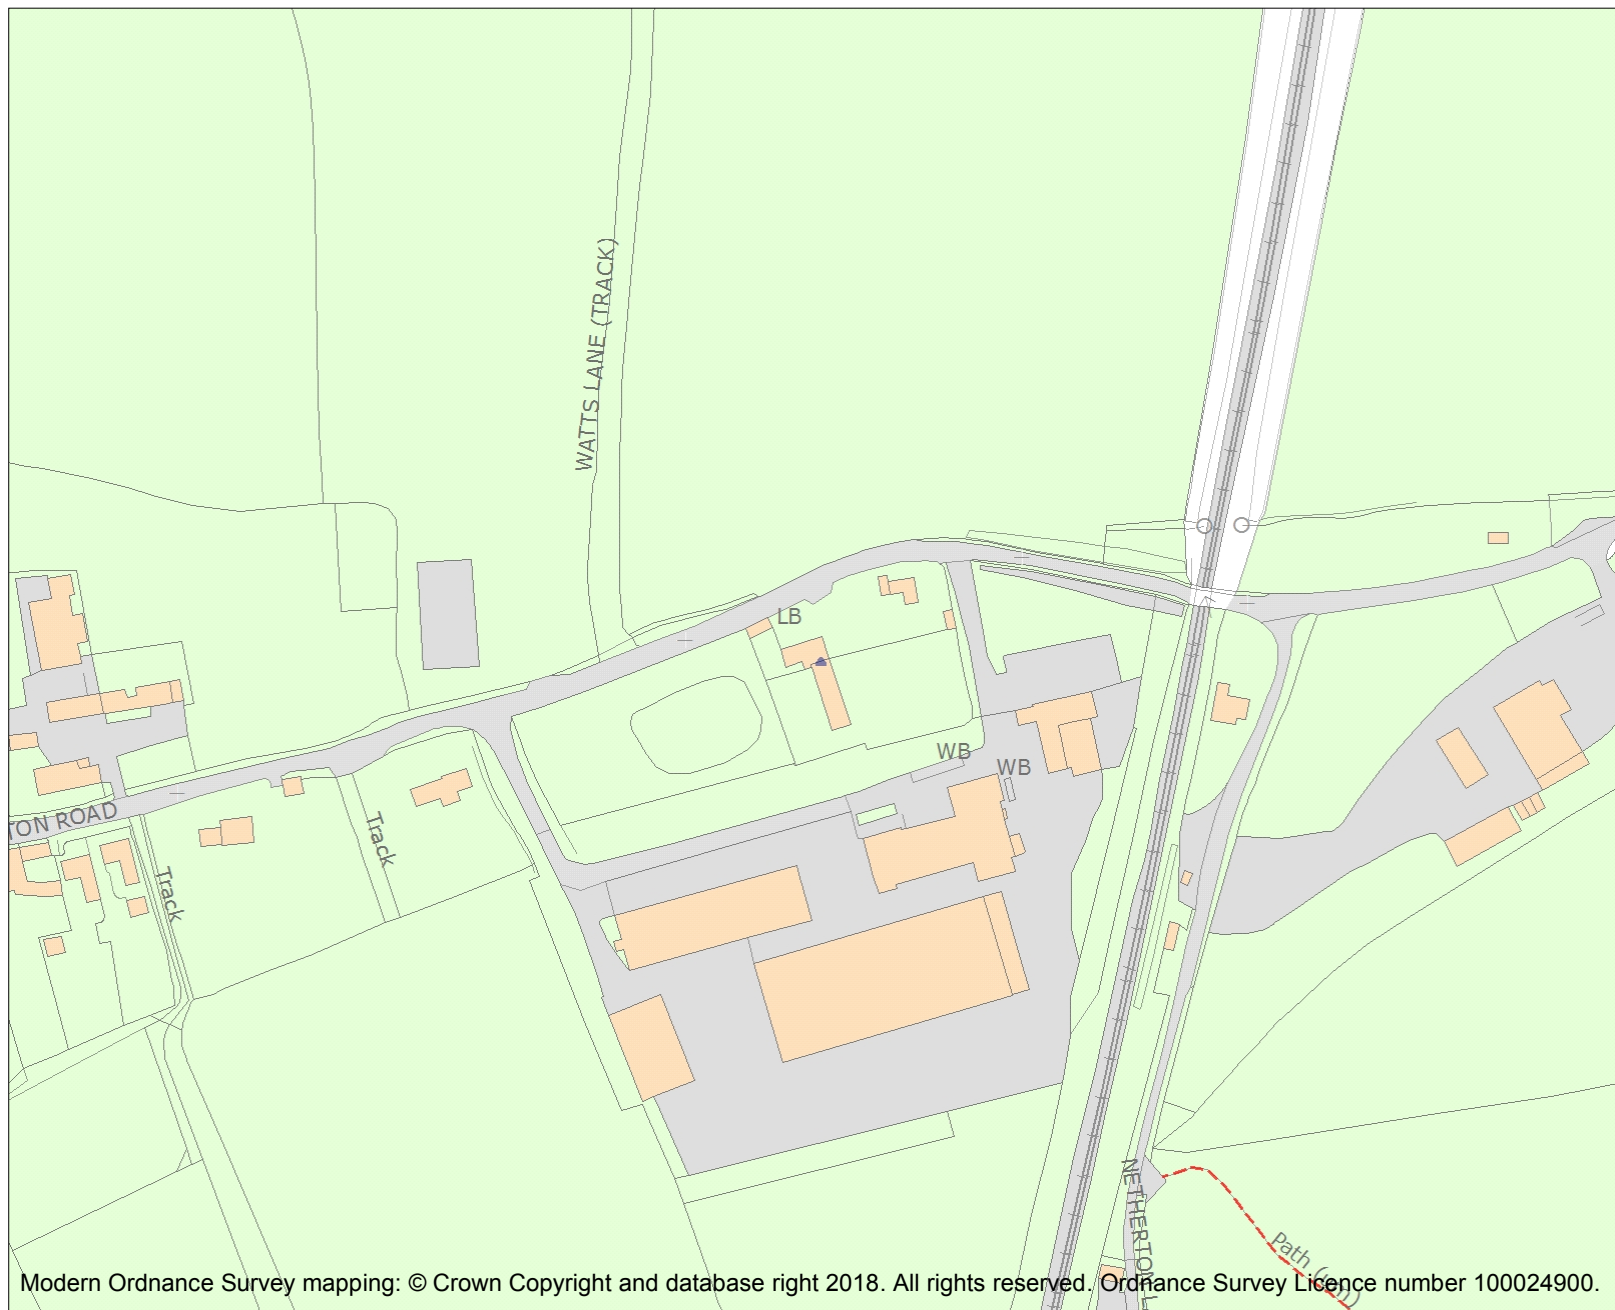 WATTS LANE (TRACK)
LB
WB
WB
TON ROAD
Track
Track
NETHERTON L
Path (um)
Modern Ordnance Survey mapping: © Crown Copyright and database right 2018. All rights reserved. Ordnance Survey Licence number 100024900.